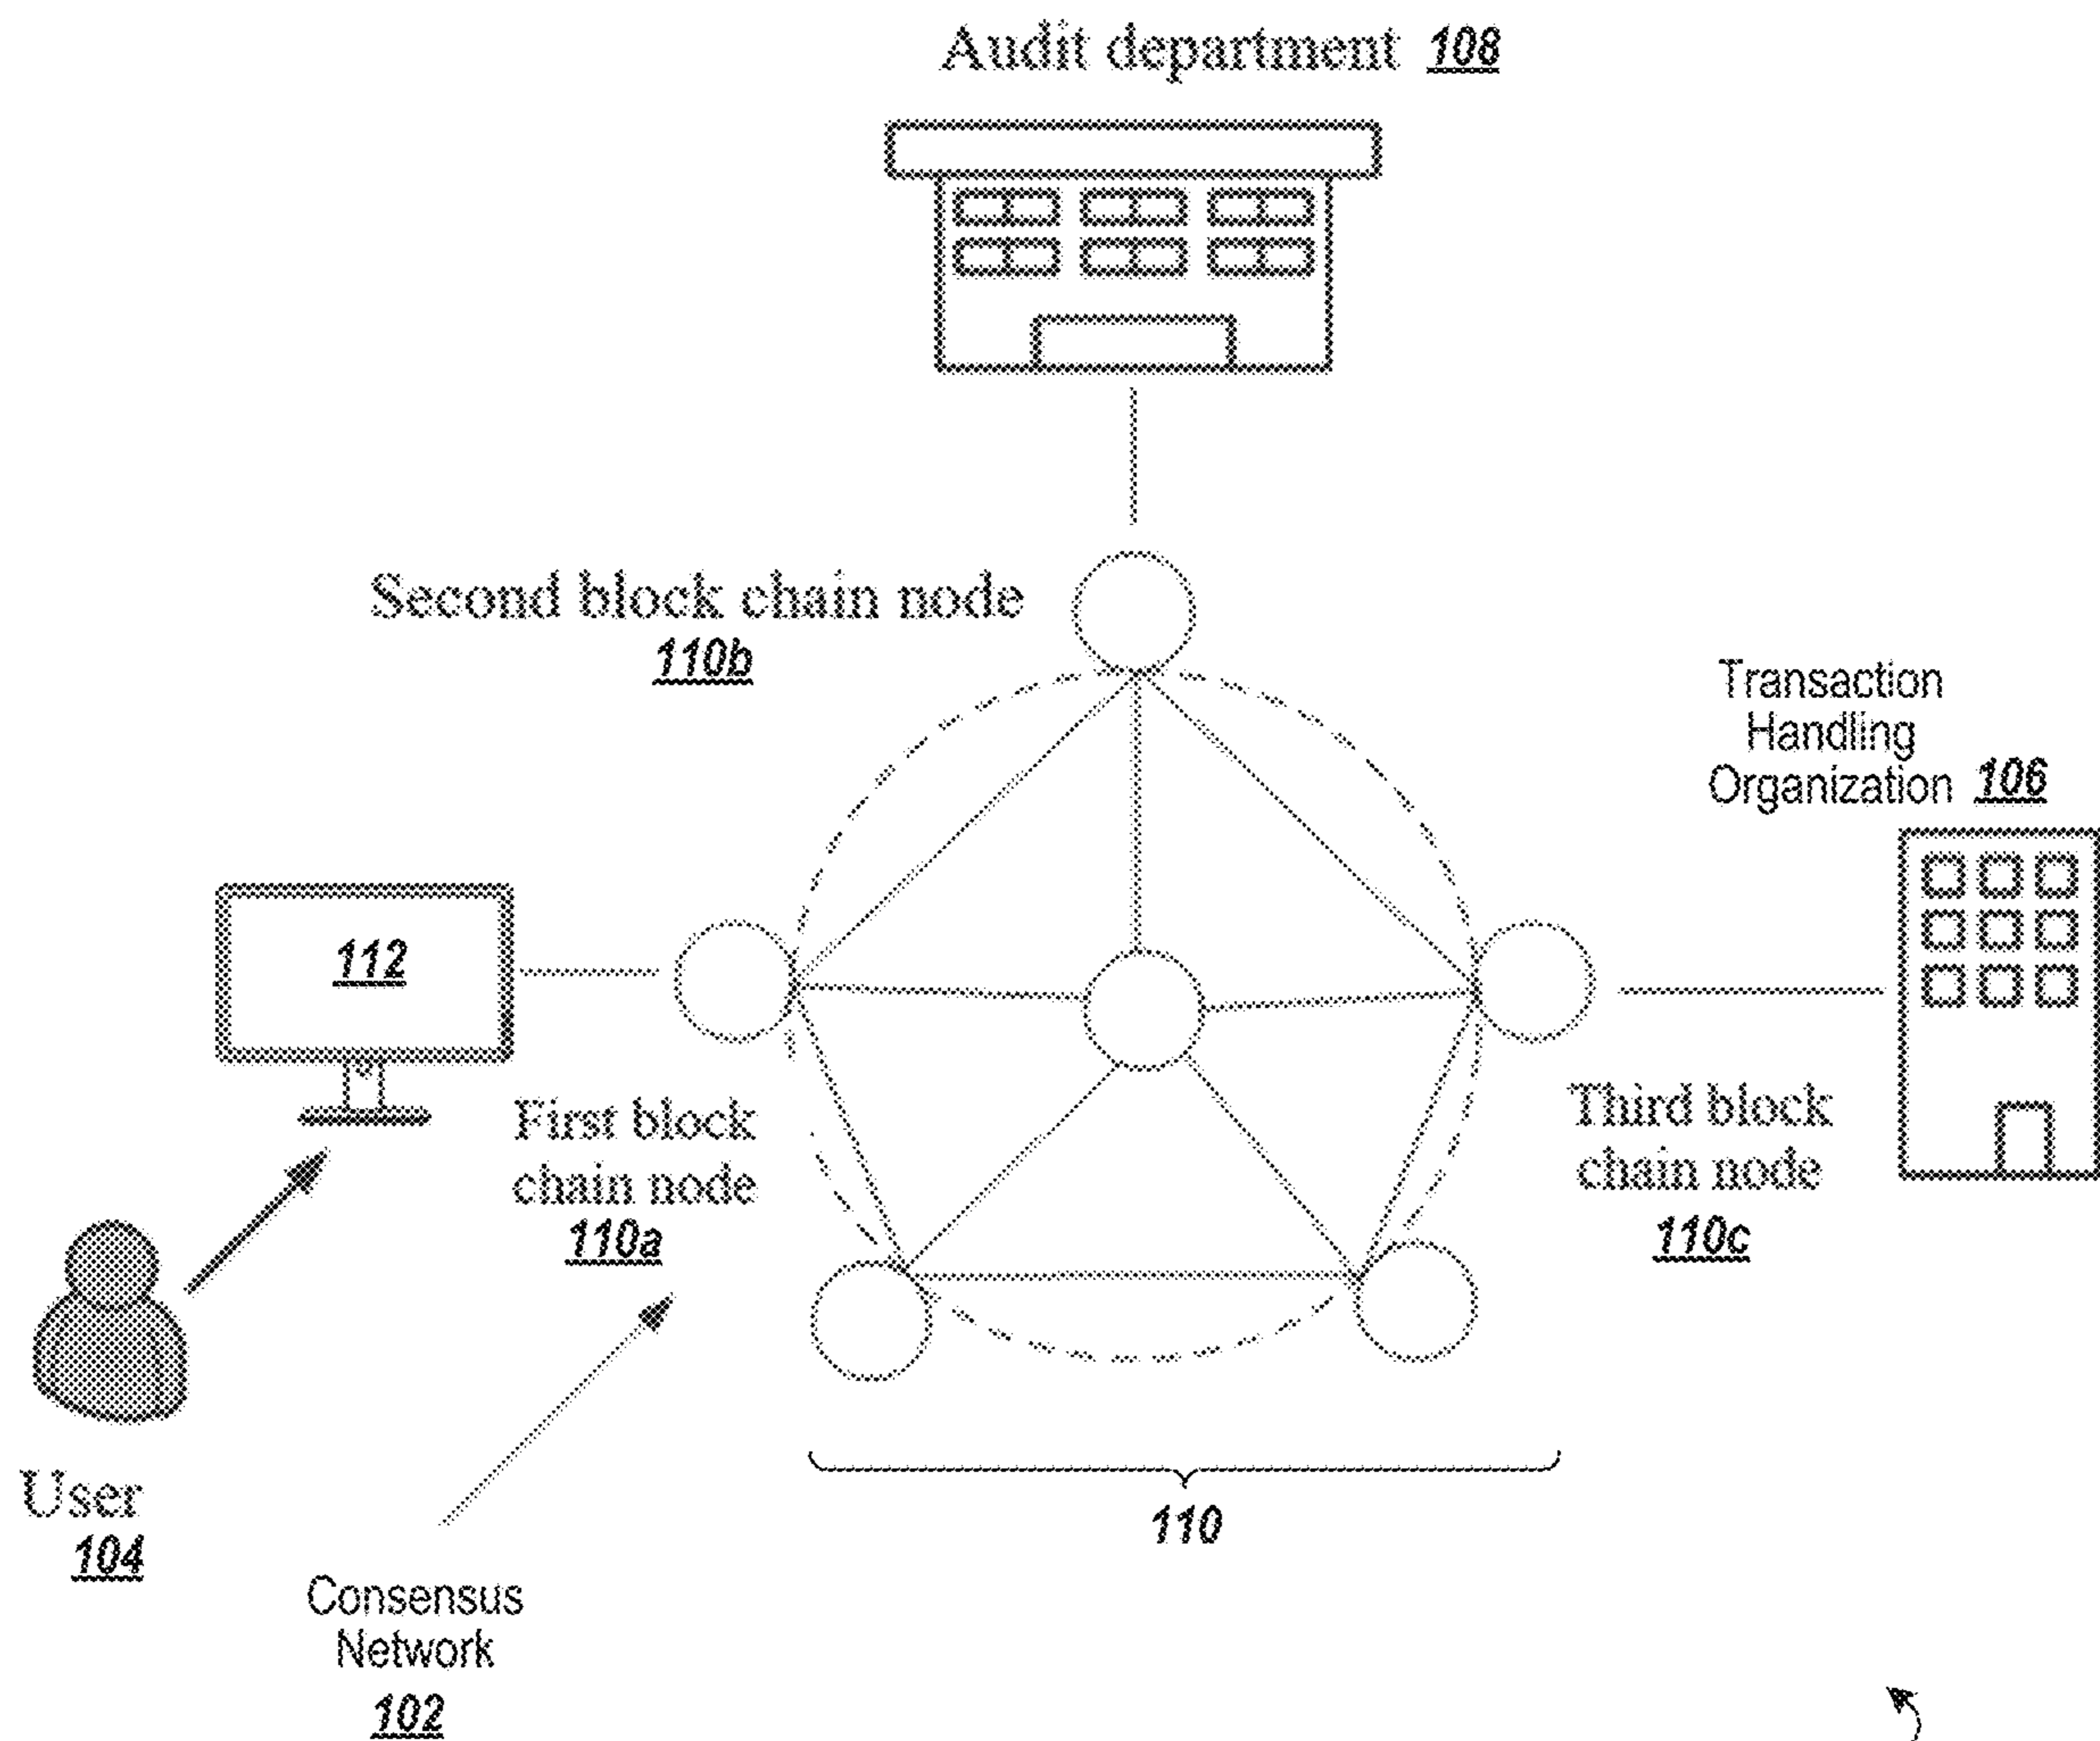 Audit department 108
Second block chain node
110b
Transaction
Handling
Organization 106
112
First block
chain node
110a
Third block
chain node
110c
User
104
110
Consensus
Network
102